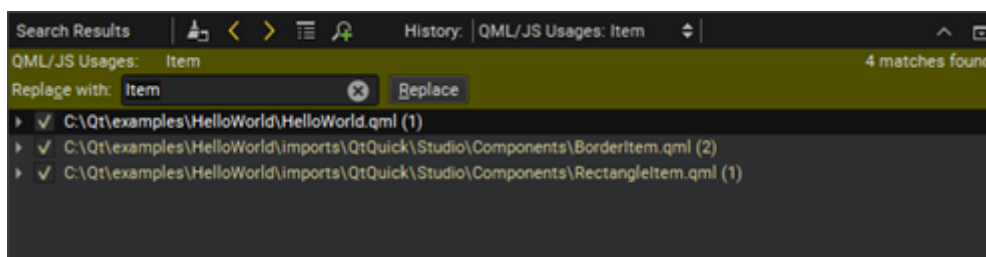 Search Results History: QML/JS Usages: Item
QML/JS Usages: Item 4 matches found
Replace with: Item Replace
C:\Qt\examples\HelloWorld\HelloWorld.qml (1)
C:\Qt\examples\HelloWorld\imports\QtQuick\Studio\Components\BorderItem.qml (2)
C:\Qt\examples\HelloWorld\imports\QtQuick\Studio\Components\RectangleItem.qml (1)